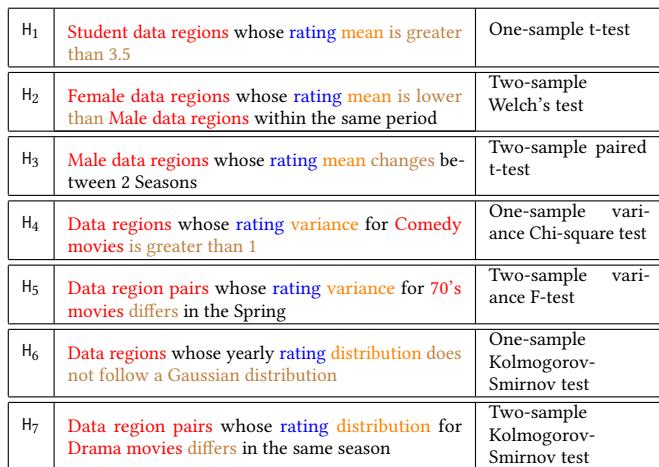 H1
Student data regions whose rating mean is greater
than 3.5
One-sample t-test
H2
Female data regions whose rating mean is lower
than Male data regions within the same period
Two-sample
Welch's test
H3
Male data regions whose rating mean changes be-
tween 2 Seasons
Two-sample paired
t-test
H4
Data regions whose rating variance for Comedy
movies is greater than 1
One-sample vari-
ance Chi-square test
H5
Data region pairs whose rating variance for 70's
movies differs in the Spring
Two-sample vari-
ance F-test
H6
Data regions whose yearly rating distribution does
not follow a Gaussian distribution
One-sample
Kolmogorov-
Smirnov test
H7
Data region pairs whose rating distribution for
Drama movies differs in the same season
Two-sample
Kolmogorov-
Smirnov test